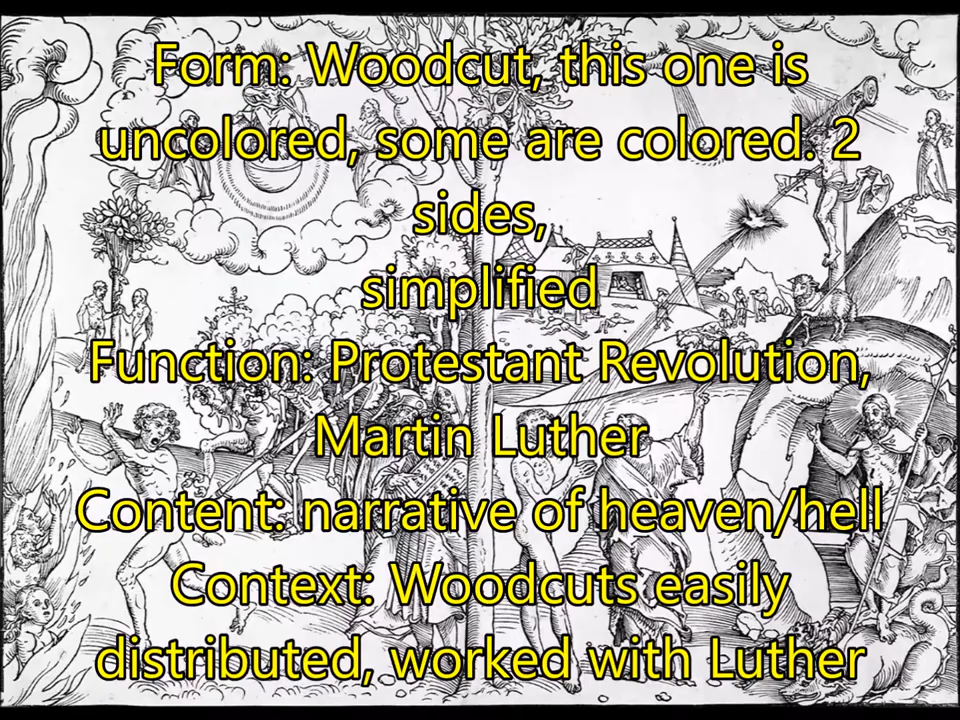 Form: Woodcut, this one is
uncolored, some are colored. 2
sides,
simplified
Function: Protestant Revolution,
Martin Luther
Content: narrative of heaven/hell
Context: Woodcuts easily
distributed, worked with Luther